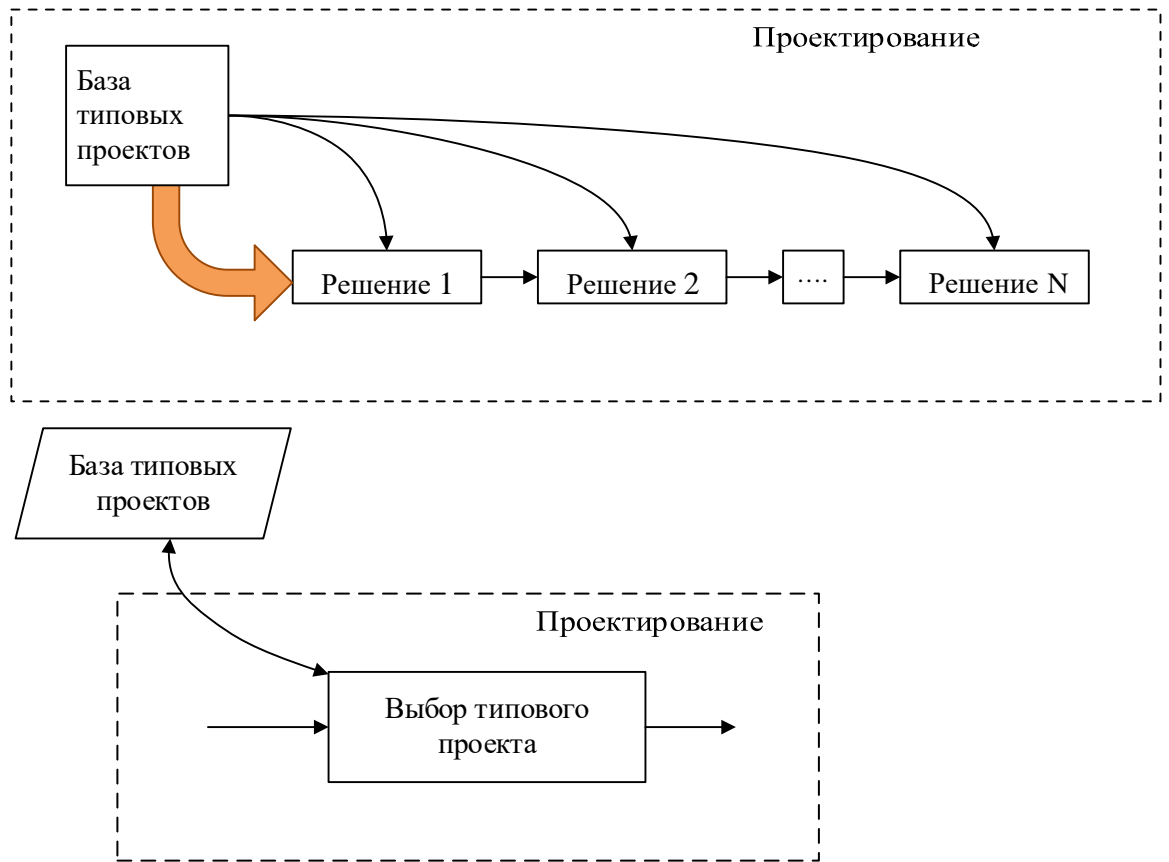 Проектирование
База
типовых
проектов
Решение 1
Решение 2
....
Решение N
База типовых
проектов
Проектирование
Выбор типового
проекта